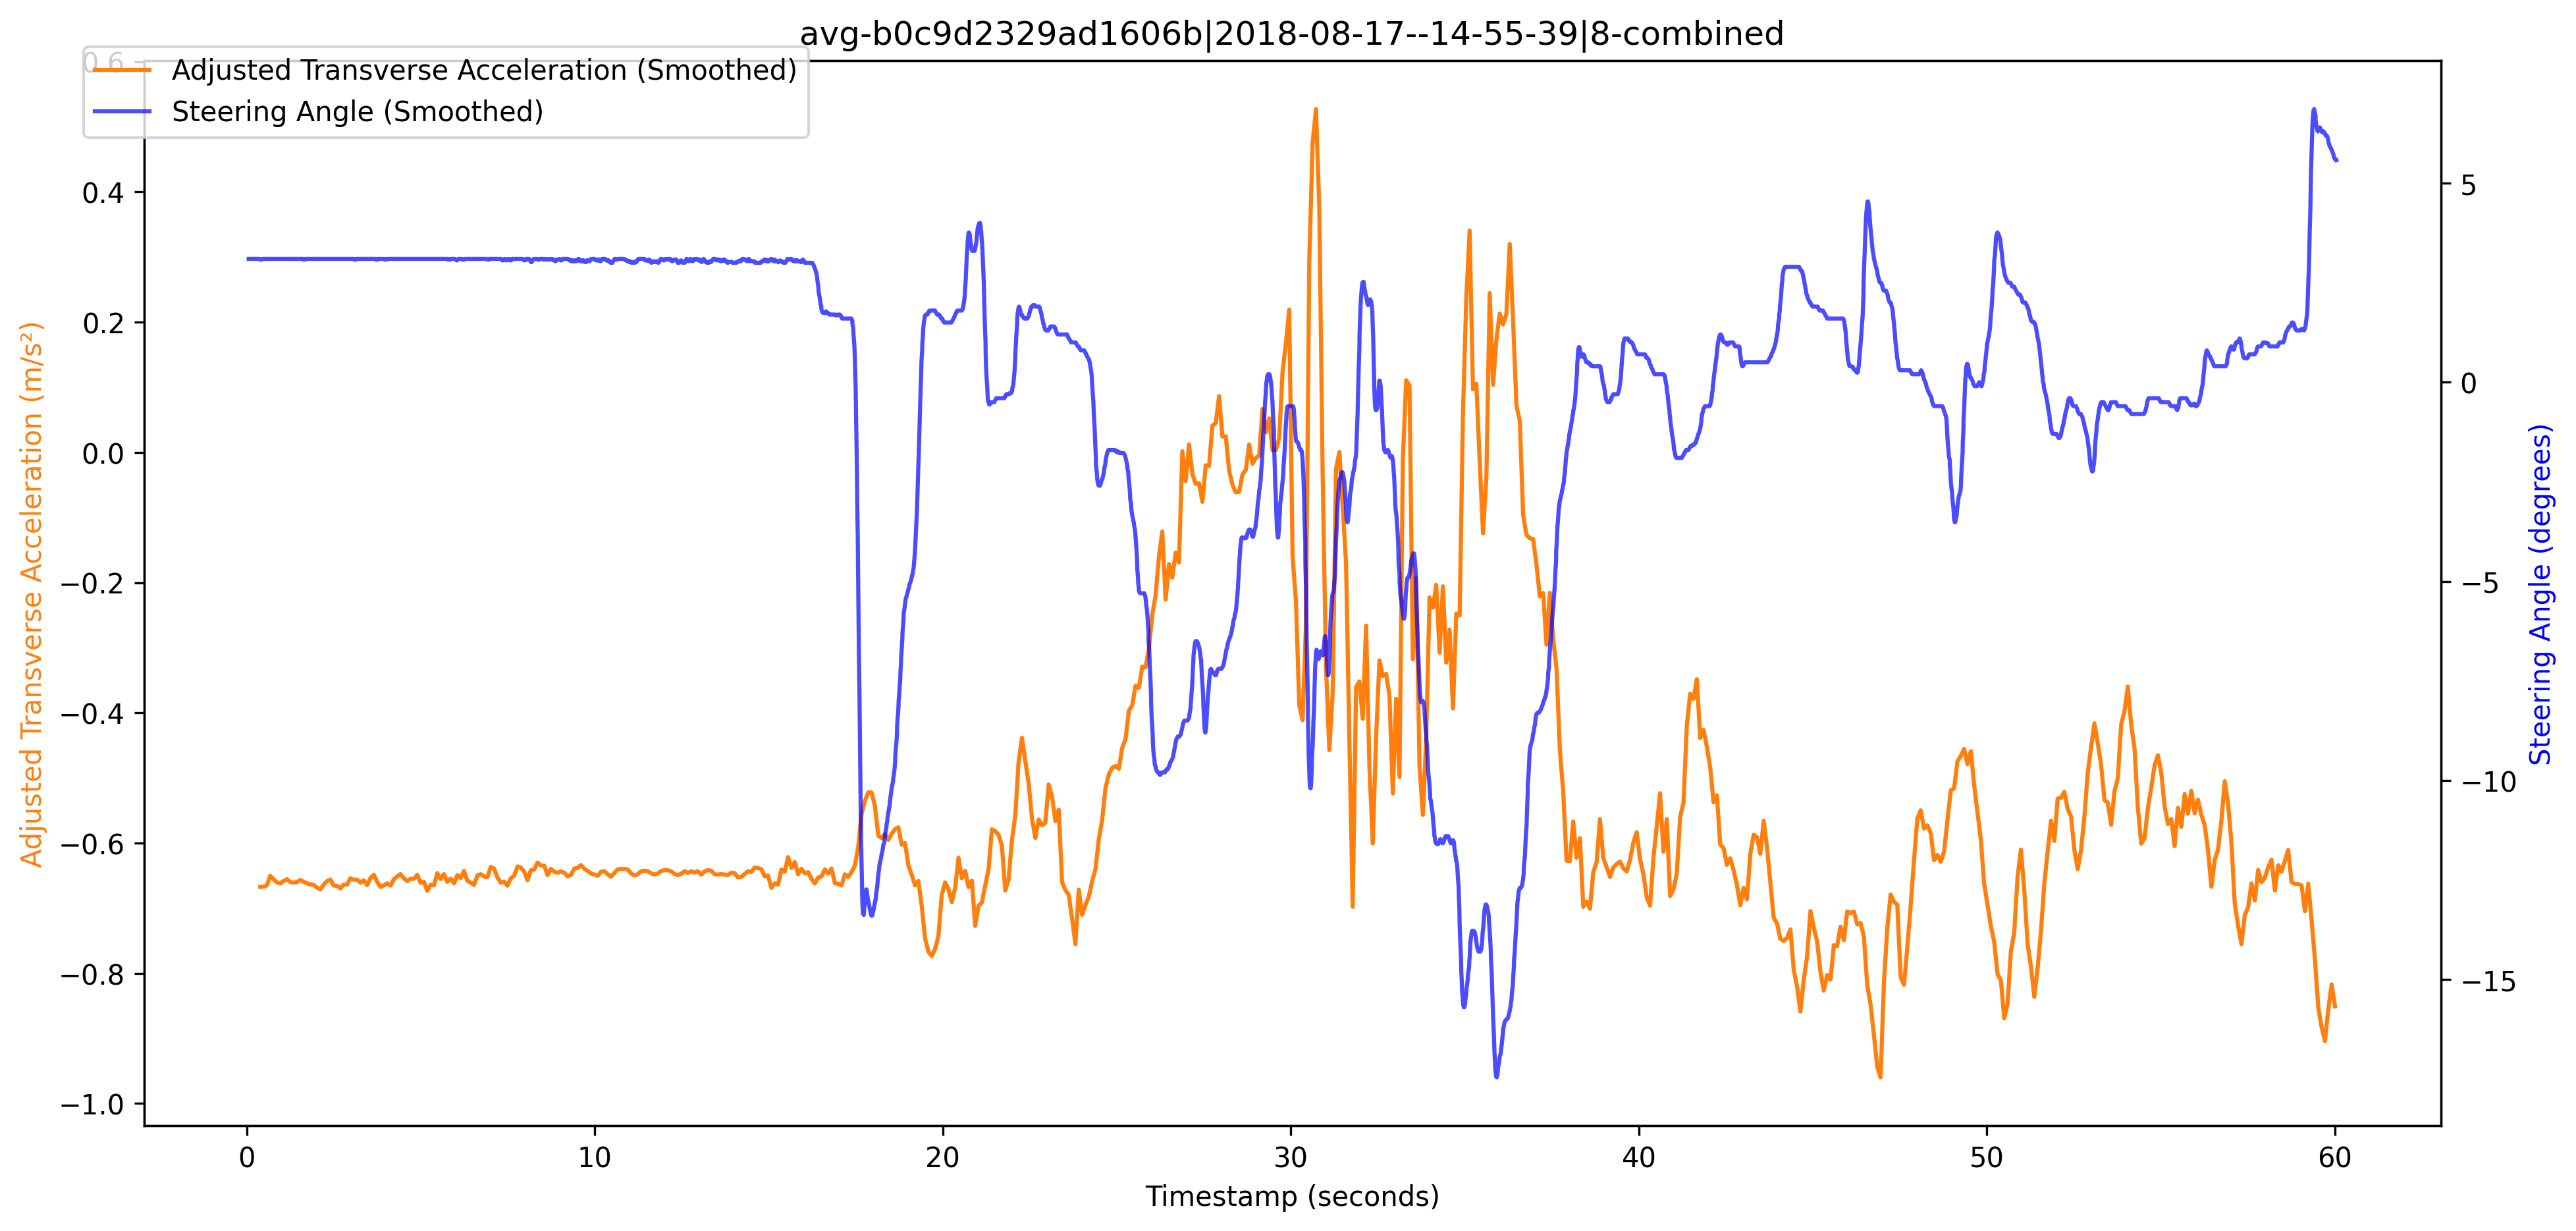 avg-b0c9d2329ad1606b|2018-08-17--14-55-39|8-combined
Adjusted Transverse Acceleration (Smoothed)
Steering Angle (Smoothed)
0.6
0.4
0.2
0.0
−0.2
−0.4
−0.6
−0.8
−1.0
Adjusted Transverse Acceleration (m/s²)
5
0
−5
−10
−15
Steering Angle (degrees)
0 10 20 30 40 50 60
Timestamp (seconds)